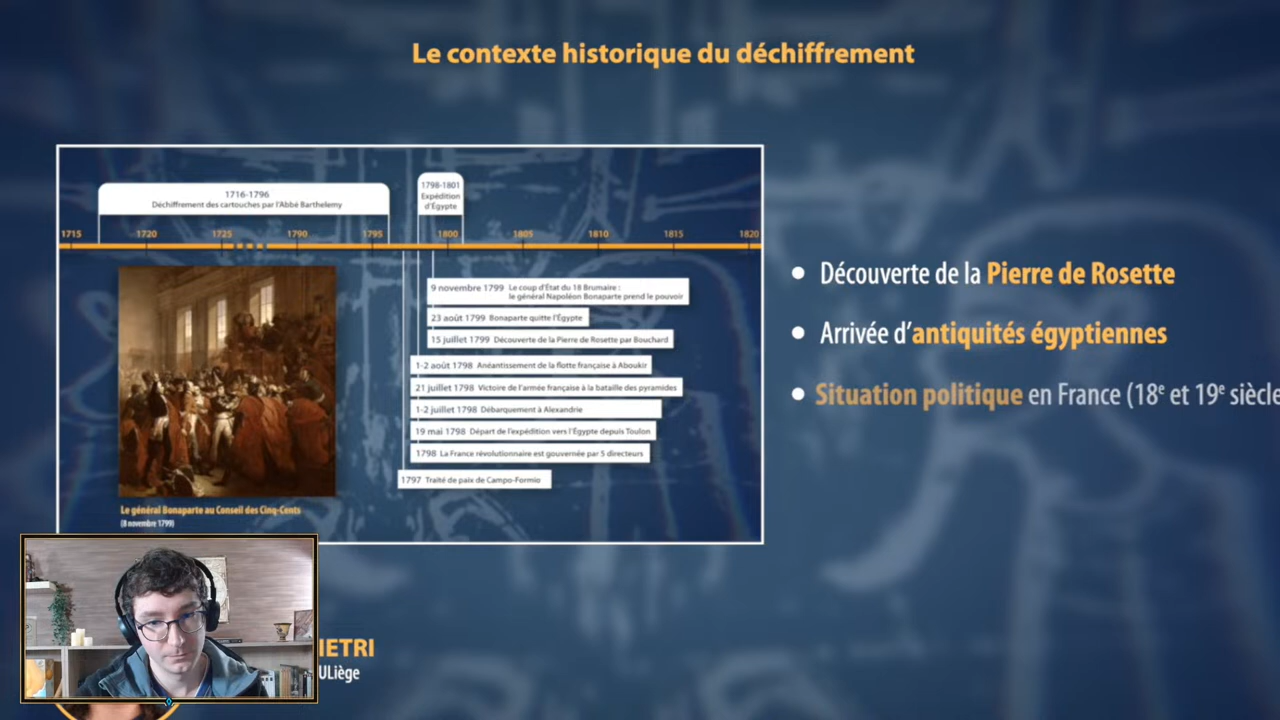 Le contexte historique du déchiffrement
1716-1796
Déchiffrement des cartouches par l'Abbé Barthelemy
1798-1801
Expédition
d'Égypte
1715 1720 1725 1790 1795 1800 1805 1810 1815 1820
9 novembre 1799 Le coup d'État du 18 Brumaire :
le général Napoléon Bonaparte prend le pouvoir
23 août 1799 Bonaparte quitte l'Égypte
15 juillet 1799 Découverte de la Pierre de Rosette par Bouchard
1-2 août 1798 Anéantissement de la flotte française à Aboukir
21 juillet 1798 Victoire de l'armée française à la bataille des pyramides
1-2 juillet 1798 Débarquement à Alexandrie
19 mai 1798 Départ de l'expédition vers l'Égypte depuis Toulon
1798 La France révolutionnaire est gouvernée par 5 directeurs
1797 Traité de paix de Campo-Formio
Le général Bonaparte au Conseil des Cinq-Cents
(8 novembre 1799)
• Découverte de la Pierre de Rosette
• Arrivée d'antiquités égyptiennes
• Situation politique en France (18e et 19e siècle
IETRI
ULiège